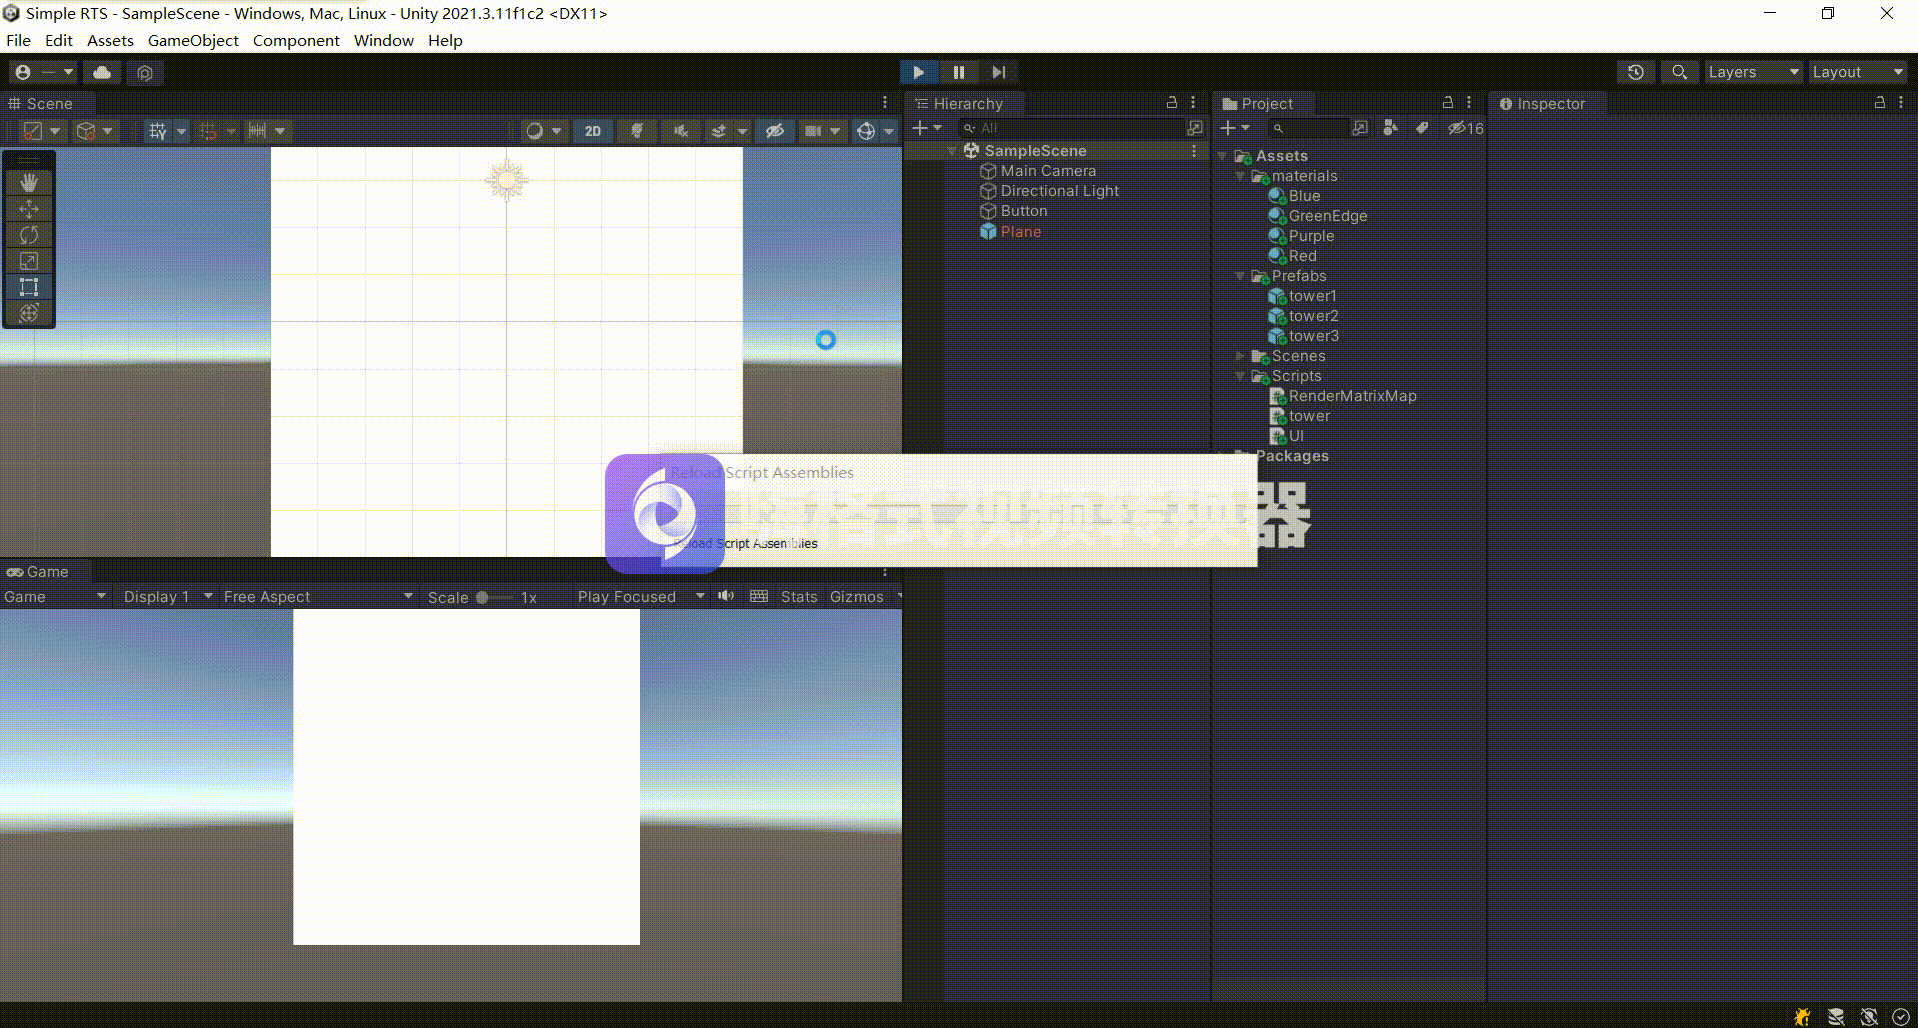 Simple RTS - SampleScene - Windows, Mac, Linux - Unity 2021.3.11f1c2 <DX11>
File Edit Assets GameObject Component Window Help
Layers Layout
Scene
2D
Hierarchy
All
SampleScene
Main Camera
Directional Light
Button
Plane
Project
16
Assets
materials
Blue
GreenEdge
Purple
Red
Prefabs
tower1
tower2
tower3
Scenes
Scripts
RenderMatrixMap
tower
UI
Packages
Inspector
Reload Script Assemblies
嗨格式视频转换器
Reload Script Assemblies
Game
Game Display 1 Free Aspect Scale 1x Play Focused Stats Gizmos